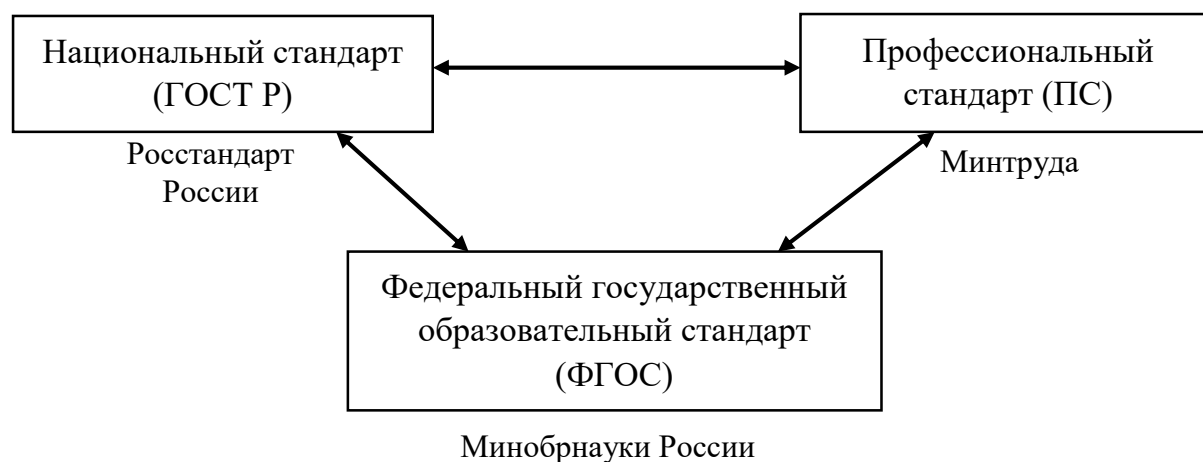 Национальный стандарт
(ГОСТ Р)
Профессиональный
стандарт (ПС)
Росстандарт
России
Минтруда
Федеральный государственный
образовательный стандарт
(ФГОС)
Минобрнауки России